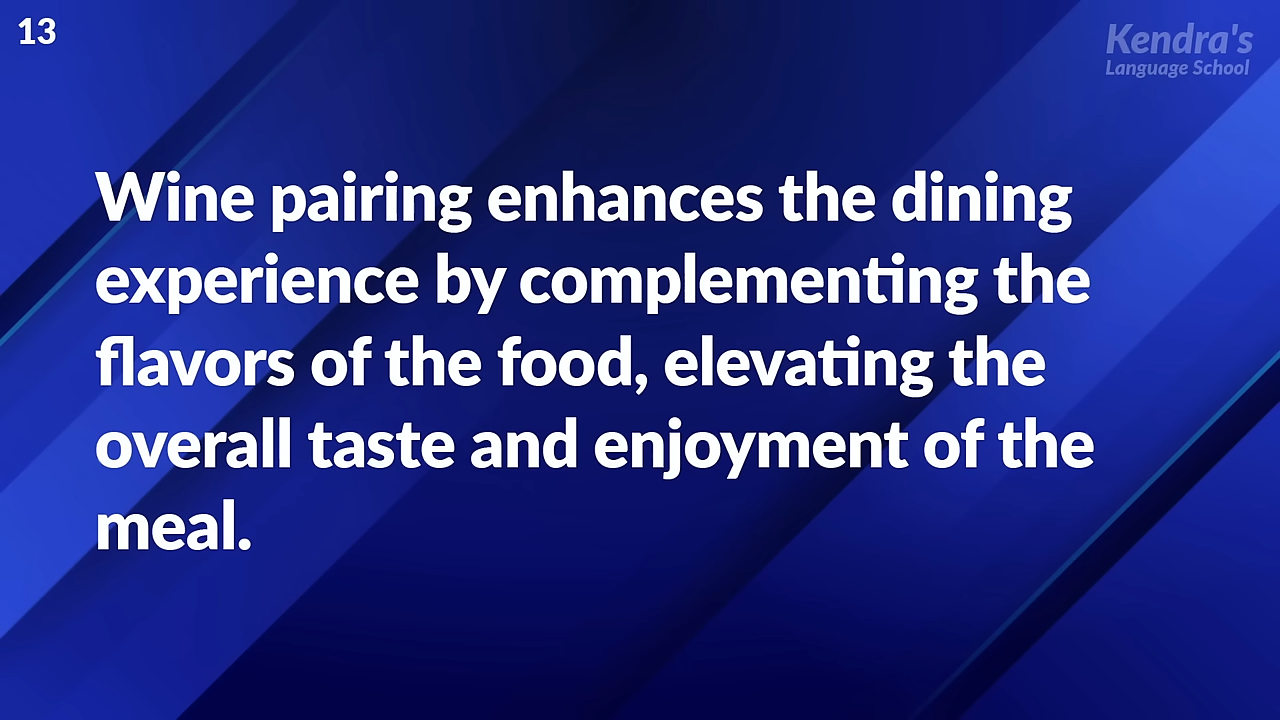 13
Kendra's
Language School
Wine pairing enhances the dining
experience by complementing the
flavors of the food, elevating the
overall taste and enjoyment of the
meal.